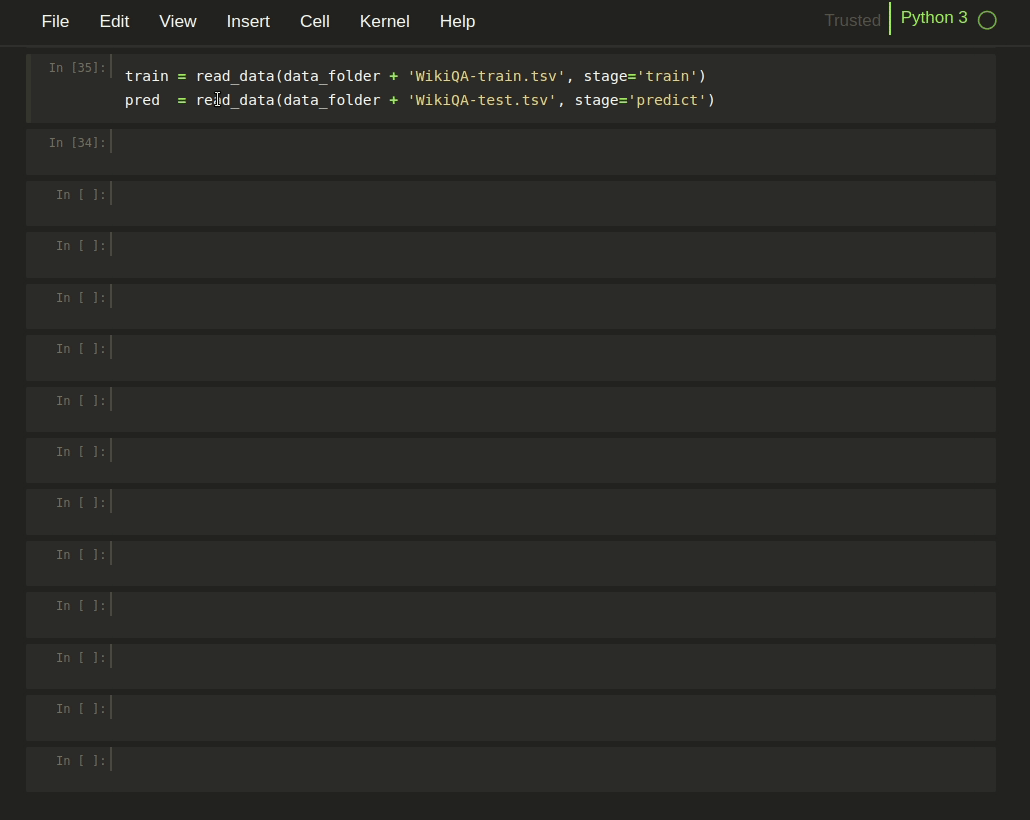 File Edit View Insert Cell Kernel Help Trusted Python 3
In [35]: train = read_data(data_folder + 'WikiQA-train.tsv', stage='train')
pred  = read_data(data_folder + 'WikiQA-test.tsv', stage='predict')
In [34]:
In [ ]:
In [ ]:
In [ ]:
In [ ]:
In [ ]:
In [ ]:
In [ ]:
In [ ]:
In [ ]:
In [ ]:
In [ ]:
In [ ]: